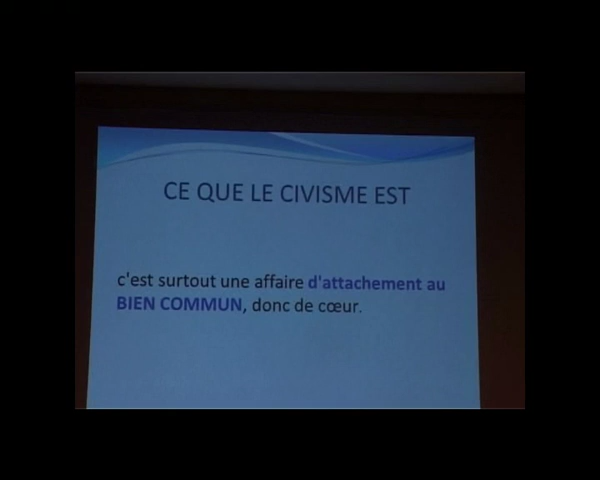 CE QUE LE CIVISME EST
c'est surtout une affaire d'attachement au
BIEN COMMUN, donc de cœur.